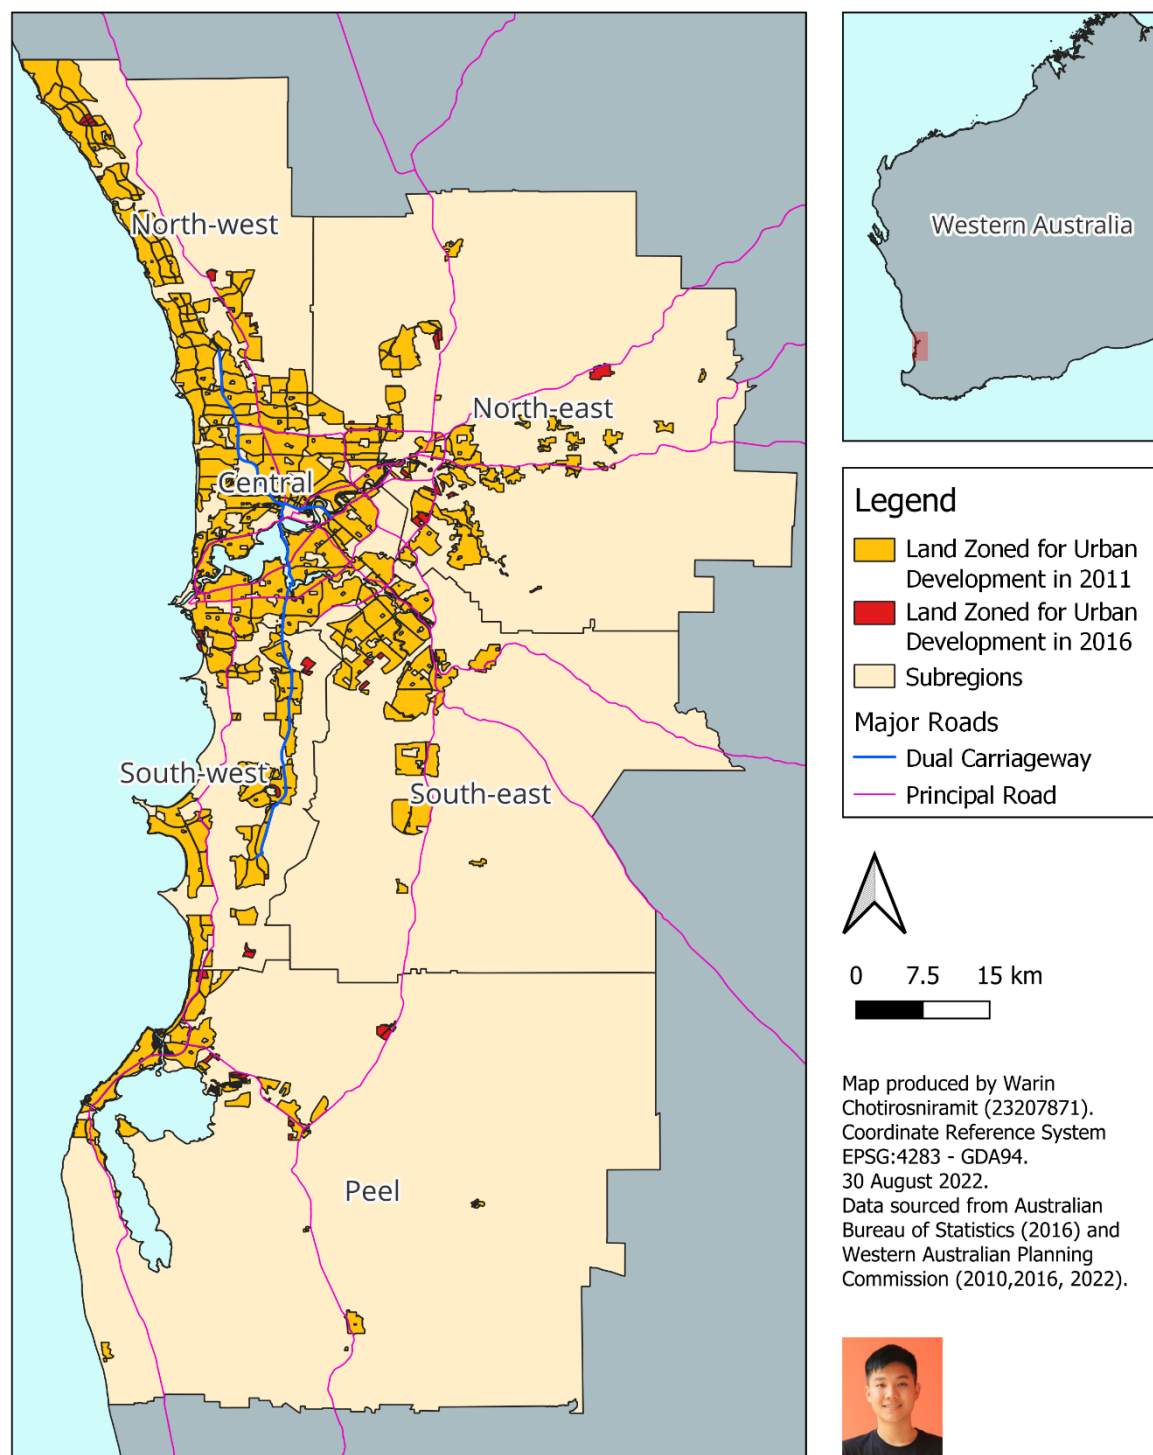 North-west
North-east
Central
South-west
South-east
Peel
Western Australia
Legend
Land Zoned for Urban
Development in 2011
Land Zoned for Urban
Development in 2016
Subregions
Major Roads
Dual Carriageway
Principal Road
0 7.5 15 km
Map produced by Warin
Chotirosniramit (23207871).
Coordinate Reference System
EPSG:4283 - GDA94.
30 August 2022.
Data sourced from Australian
Bureau of Statistics (2016) and
Western Australian Planning
Commission (2010,2016, 2022).